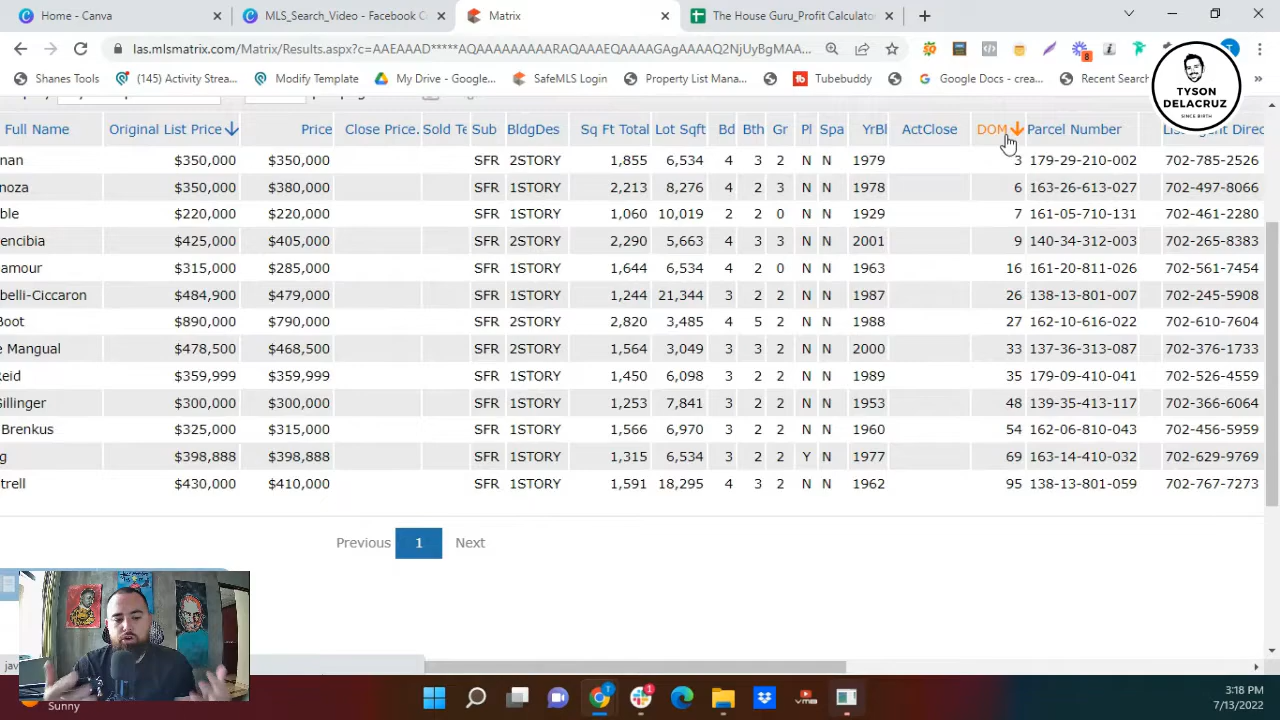 Home - Canva
MLS_Search_Video - Facebook C
Matrix
The House Guru_Profit Calculator
las.mlsmatrix.com/Matrix/Results.aspx?c=AAEAAAD*****AQAAAAAAAAARAQAAAEQAAAAGAgAAAAQ2NjUyBgMAA...
8
T
Shanes Tools
(145) Activity Strea...
Modify Template
My Drive - Google...
SafeMLS Login
Property List Mana...
Tubebuddy
Google Docs - crea...
Recent Search
TYSON
DELACRUZ
SINCE BIRTH
Full Name Original List Price Price Close Price. Sold Te Sub BldgDes Sq Ft Total Lot Sqft Bd Bth Gr Pl Spa YrBl ActClose DOM Parcel Number List Agent Direc
nan $350,000 $350,000 SFR 2STORY 1,855 6,534 4 3 2 N N 1979 3 179-29-210-002 702-785-2526
noza $350,000 $380,000 SFR 1STORY 2,213 8,276 4 2 3 N N 1978 6 163-26-613-027 702-497-8066
ble $220,000 $220,000 SFR 1STORY 1,060 10,019 2 2 0 N N 1929 7 161-05-710-131 702-461-2280
encibia $425,000 $405,000 SFR 2STORY 2,290 5,663 4 3 3 N N 2001 9 140-34-312-003 702-265-8383
amour $315,000 $285,000 SFR 1STORY 1,644 6,534 4 2 0 N N 1963 16 161-20-811-026 702-561-7454
belli-Ciccaron $484,900 $479,000 SFR 1STORY 1,244 21,344 3 2 2 N N 1987 26 138-13-801-007 702-245-5908
Boot $890,000 $790,000 SFR 2STORY 2,820 3,485 4 5 2 N N 1988 27 162-10-616-022 702-610-7604
e Mangual $478,500 $468,500 SFR 2STORY 1,564 3,049 3 3 2 N N 2000 33 137-36-313-087 702-376-1733
Reid $359,999 $359,999 SFR 1STORY 1,450 6,098 3 2 2 N N 1989 35 179-09-410-041 702-526-4559
Gillinger $300,000 $300,000 SFR 1STORY 1,253 7,841 3 2 2 N N 1953 48 139-35-413-117 702-366-6064
Brenkus $325,000 $315,000 SFR 1STORY 1,566 6,970 3 2 2 N N 1960 54 162-06-810-043 702-456-5959
g $398,888 $398,888 SFR 1STORY 1,315 6,534 3 2 2 Y N 1977 69 163-14-410-032 702-629-9769
trell $430,000 $410,000 SFR 1STORY 1,591 18,295 4 3 2 N N 1962 95 138-13-801-059 702-767-7273
Previous 1 Next
jav
Sunny
T
1
VMB
3:18 PM
7/13/2022